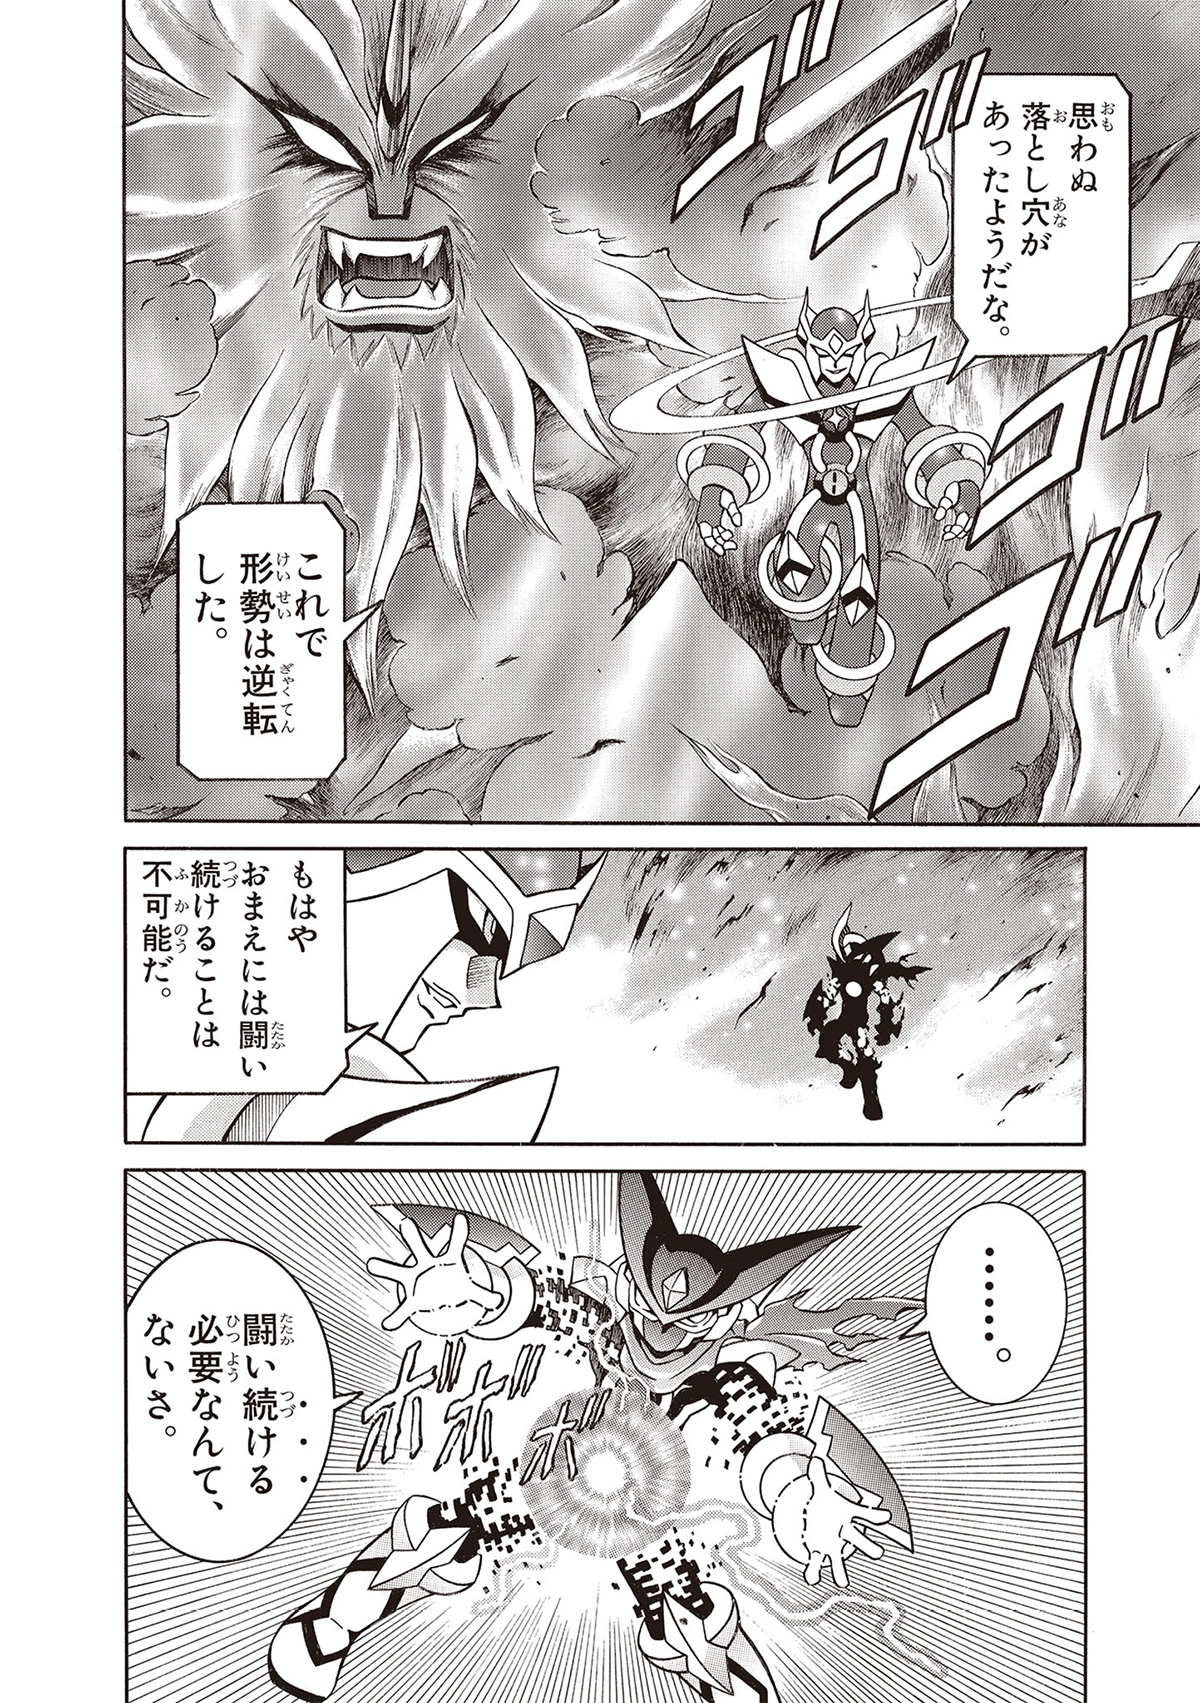 思わぬ
落とし穴が
あったようだな。
ゴゴゴゴ
これで
形勢は逆転
した。
もはや
おまえには闘い
続けることは
不可能だ。
……。
ボボボ
闘い続ける
必要なんて、
ないさ。